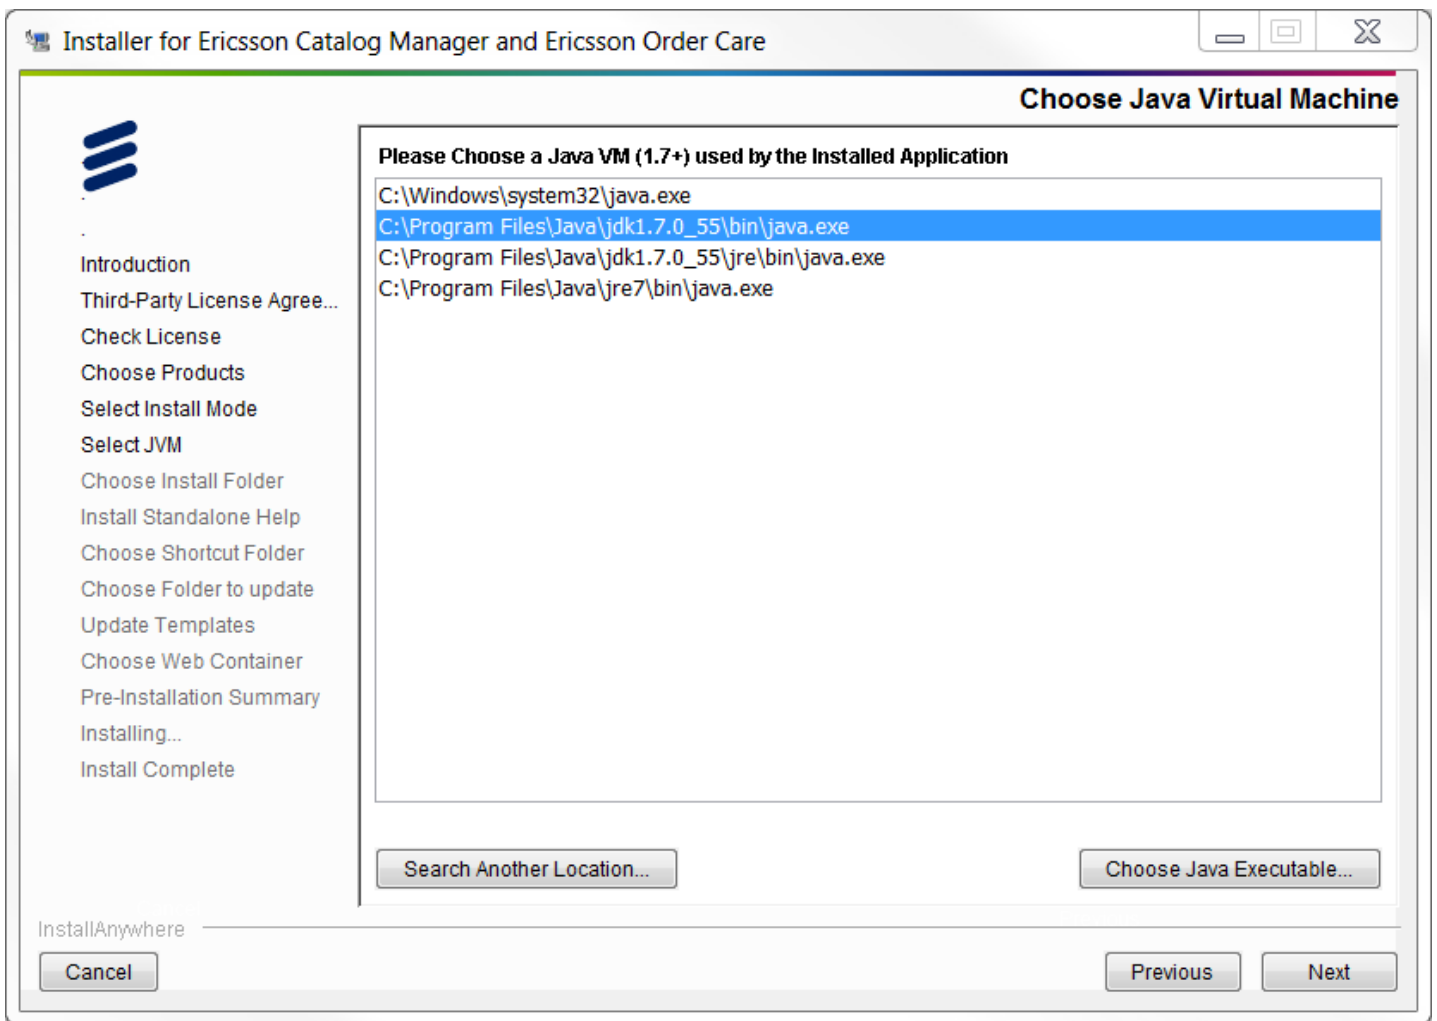 Installer for Ericsson Catalog Manager and Ericsson Order Care
Choose Java Virtual Machine
.
.
Introduction
Third-Party License Agree...
Check License
Choose Products
Select Install Mode
Select JVM
Choose Install Folder
Install Standalone Help
Choose Shortcut Folder
Choose Folder to update
Update Templates
Choose Web Container
Pre-Installation Summary
Installing...
Install Complete
Please Choose a Java VM (1.7+) used by the Installed Application
C:\Windows\system32\java.exe
C:\Program Files\Java\jdk1.7.0_55\bin\java.exe
C:\Program Files\Java\jdk1.7.0_55\jre\bin\java.exe
C:\Program Files\Java\jre7\bin\java.exe
Search Another Location...
Choose Java Executable...
InstallAnywhere
Cancel
Previous
Next